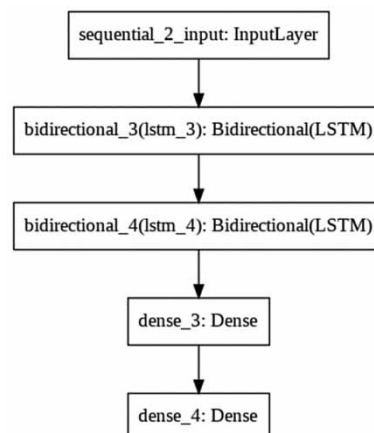 sequential_2_input: InputLayer
bidirectional_3(lstm_3): Bidirectional(LSTM)
bidirectional_4(lstm_4): Bidirectional(LSTM)
dense_3: Dense
dense_4: Dense